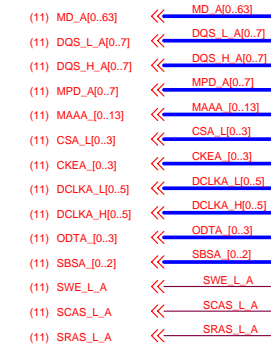 (11) MD_A[0..63] MD_A[0..63]
(11) DQS_L_A[0..7] DQS_L_A[0..7]
(11) DQS_H_A[0..7] DQS_H_A[0..7]
(11) MPD_A[0..7] MPD_A[0..7]
(11) MAAA_[0..13] MAAA_[0..13]
(11) CSA_L[0..3] CSA_L[0..3]
(11) CKEA_[0..3] CKEA_[0..3]
(11) DCLKA_L[0..5] DCLKA_L[0..5]
(11) DCLKA_H[0..5] DCLKA_H[0..5]
(11) ODTA_[0..3] ODTA_[0..3]
(11) SBSA_[0..2] SBSA_[0..2]
(11) SWE_L_A SWE_L_A
(11) SCAS_L_A SCAS_L_A
(11) SRAS_L_A SRAS_L_A